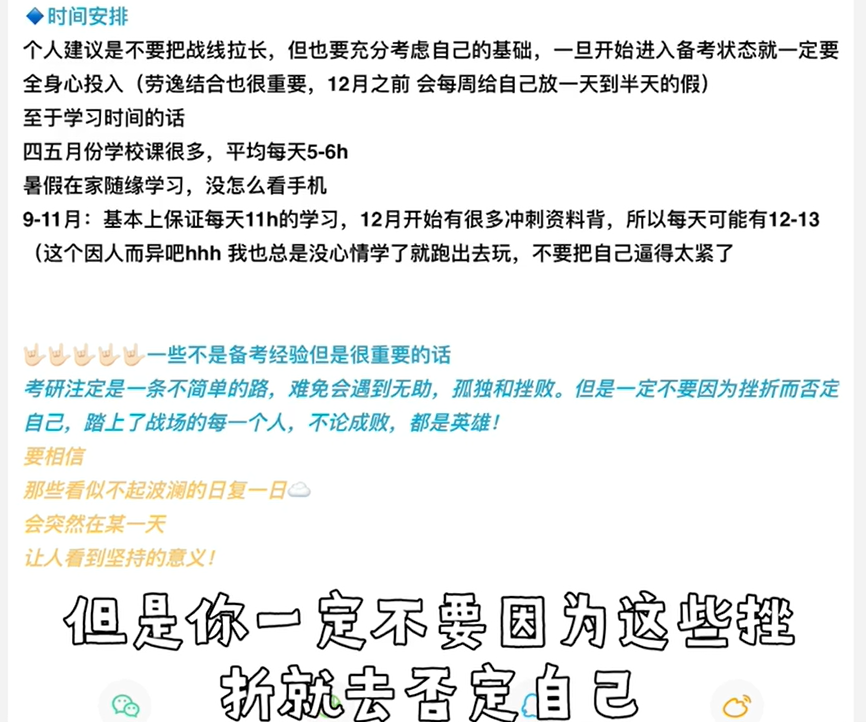 🔷时间安排
个人建议是不要把战线拉长，但也要充分考虑自己的基础，一旦开始进入备考状态就一定要
全身心投入（劳逸结合也很重要，12月之前 会每周给自己放一天到半天的假）
至于学习时间的话
四五月份学校课很多，平均每天5-6h
暑假在家随缘学习，没怎么看手机
9-11月：基本上保证每天11h的学习，12月开始有很多冲刺资料背，所以每天可能有12-13
（这个因人而异吧hhh 我也总是没心情学了就跑出去玩，不要把自己逼得太紧了
🤟🏻🤟🏻🤟🏻🤟🏻🤟🏻一些不是备考经验但是很重要的话
考研注定是一条不简单的路，难免会遇到无助，孤独和挫败。但是一定不要因为挫折而否定
自己，踏上了战场的每一个人，不论成败，都是英雄！
要相信
那些看似不起波澜的日复一日☁️
会突然在某一天
让人看到坚持的意义！
但是你一定不要因为这些挫
折就去否定自己